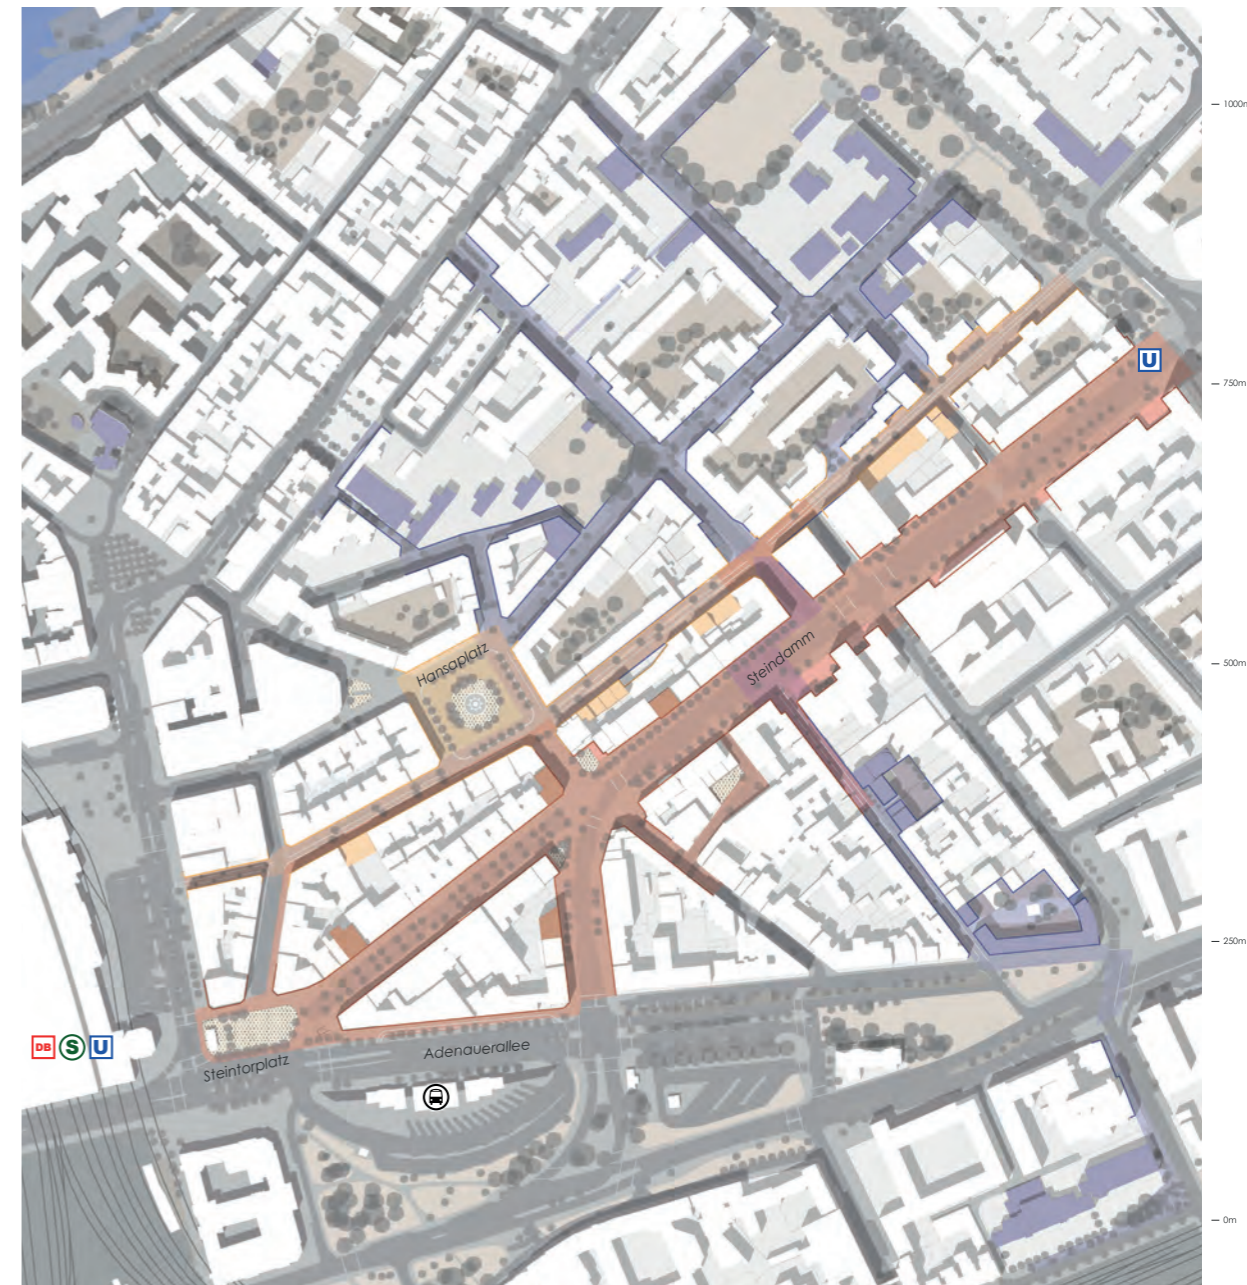 1000m
U
750m
Hansaplatz
Steindamm
500m
250m
DB S U
Steintorplatz
Adenauerallee
0m